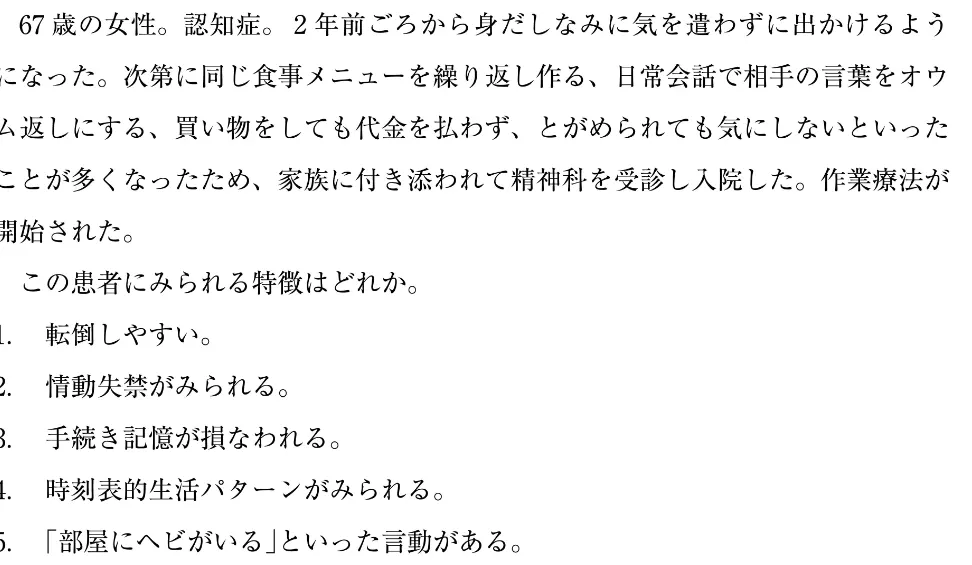 67歳の女性。認知症。2年前ごろから身だしなみに気を遣わずに出かけるよう
になった。次第に同じ食事メニューを繰り返し作る、日常会話で相手の言葉をオウ
ム返しにする、買い物をしても代金を払わず、とがめられても気にしないといった
ことが多くなったため、家族に付き添われて精神科を受診し入院した。作業療法が
開始された。
この患者にみられる特徴はどれか。
1. 転倒しやすい。
2. 情動失禁がみられる。
3. 手続き記憶が損なわれる。
4. 時刻表的生活パターンがみられる。
5. 「部屋にヘビがいる」といった言動がある。